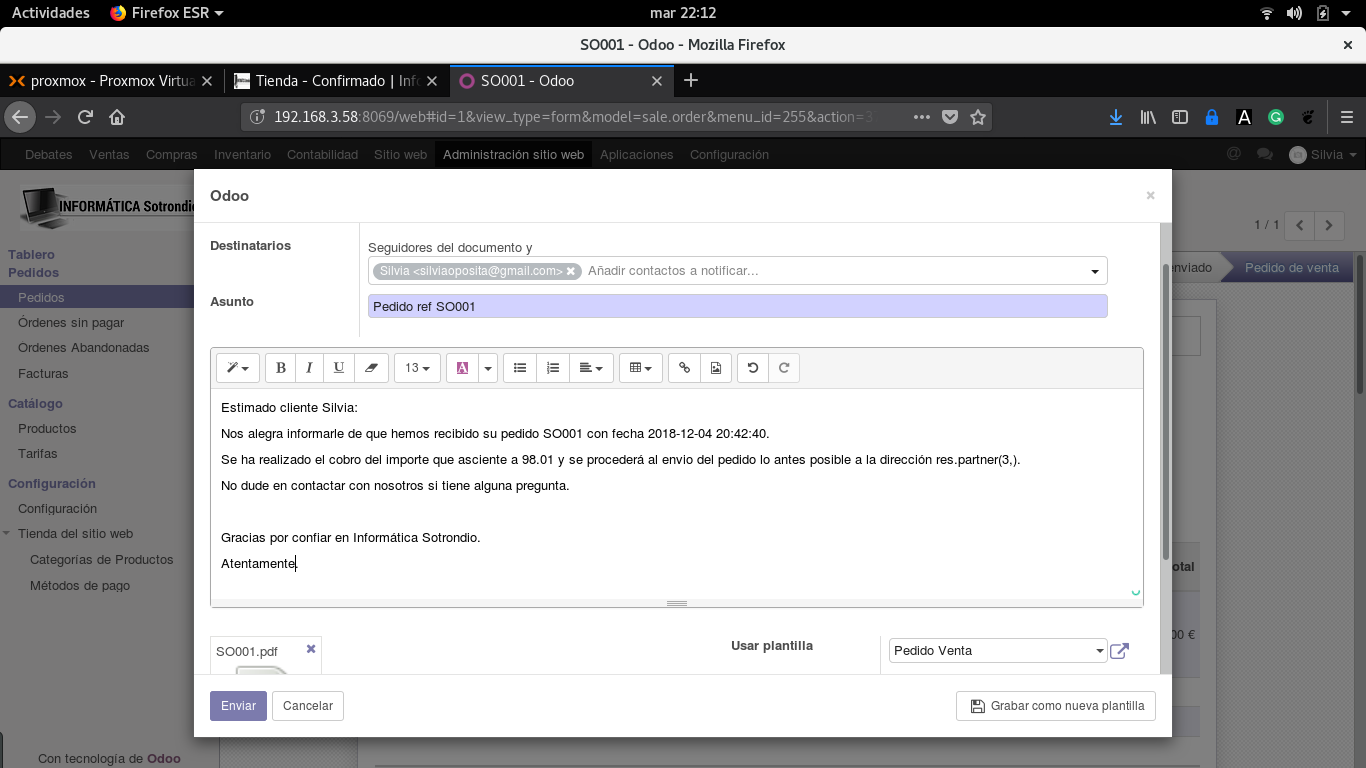 Actividades Firefox ESR mar 22:12
SO001 - Odoo - Mozilla Firefox
proxmox - Proxmox Virtua Tienda - Confirmado | Inf SO001 - Odoo
192.168.3.58:8069/web#id=1&view_type=form&model=sale.order&menu_id=255&action=3
Debates Ventas Compras Inventario Contabilidad Sitio web Administración sitio web Aplicaciones Configuración Silvia
INFORMÁTICA Sotrondio
Tablero
Pedidos
Pedidos
Órdenes sin pagar
Ordenes Abandonadas
Facturas
Catálogo
Productos
Tarifas
Configuración
Configuración
Tienda del sitio web
Categorías de Productos
Métodos de pago
Con tecnología de Odoo
1 / 1
enviado Pedido de venta
otal
00 €
Odoo
Destinatarios
Seguidores del documento y
Silvia <silviaoposita@gmail.com> Añadir contactos a notificar...
Asunto
Pedido ref SO001
B I U 13 A
Estimado cliente Silvia:
Nos alegra informarle de que hemos recibido su pedido SO001 con fecha 2018-12-04 20:42:40.
Se ha realizado el cobro del importe que asciente a 98.01 y se procederá al envio del pedido lo antes posible a la dirección res.partner(3,).
No dude en contactar con nosotros si tiene alguna pregunta.
Gracias por confiar en Informática Sotrondio.
Atentamente.
SO001.pdf
Usar plantilla
Pedido Venta
Enviar Cancelar Grabar como nueva plantilla